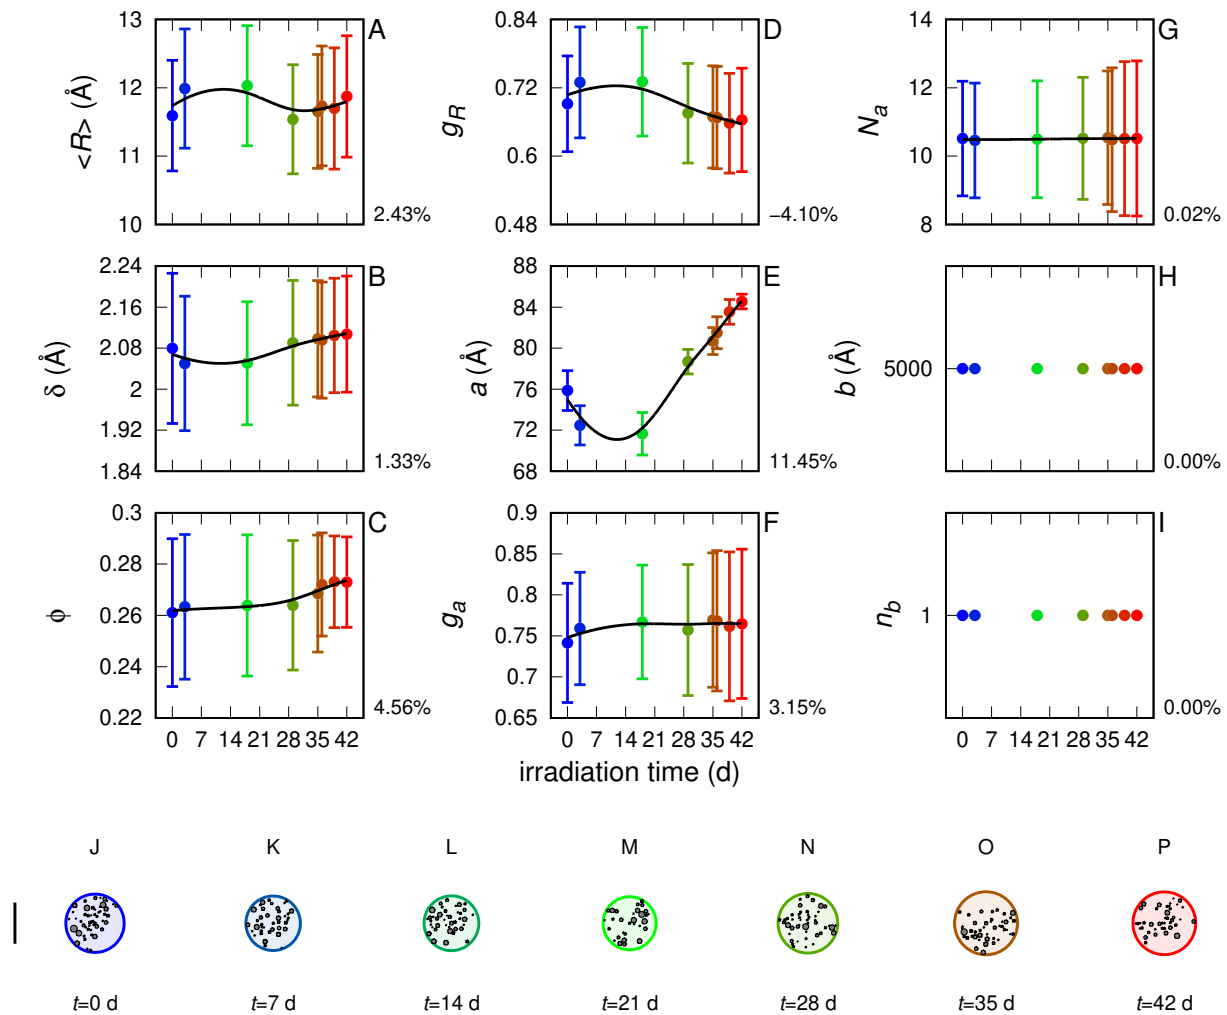 A
13
12
11
10
<R> (Å)
2.43%
D
0.84
0.72
0.6
0.48
gR
−4.10%
G
14
12
10
8
Na
0.02%
B
2.24
2.16
2.08
2
1.92
1.84
δ (Å)
1.33%
E
88
84
80
76
72
68
a (Å)
11.45%
H
5000
b (Å)
0.00%
C
0.3
0.28
0.26
0.24
0.22
ϕ
4.56%
0 7 14 21 28 35 42
F
0.9
0.85
0.8
0.75
0.7
0.65
ga
3.15%
0 7 14 21 28 35 42
I
1
nb
0.00%
0 7 14 21 28 35 42
irradiation time (d)
J K L M N O P
t=0 d t=7 d t=14 d t=21 d t=28 d t=35 d t=42 d